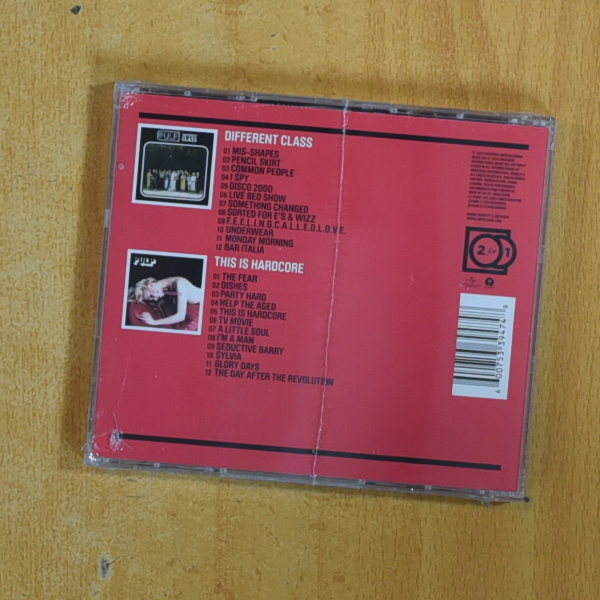 PULP
DIFFERENT CLASS
01 MIS-SHAPES
02 PENCIL SKIRT
03 COMMON PEOPLE
04 I SPY
05 DISCO 2000
06 LIVE BED SHOW
07 SOMETHING CHANGED
08 SORTED FOR E'S & WIZZ
09 F.E.E.L.I.N.G.C.A.L.L.E.D.L.O.V.E.
10 UNDERWEAR
11 MONDAY MORNING
12 BAR ITALIA
PULP
THIS IS HARDCORE
01 THE FEAR
02 DISHES
03 PARTY HARD
04 HELP THE AGED
05 THIS IS HARDCORE
06 TV MOVIE
07 A LITTLE SOUL
08 I'M A MAN
09 SEDUCTIVE BARRY
10 SYLVIA
11 GLORY DAYS
12 THE DAY AFTER THE REVOLUTION
2 for 1